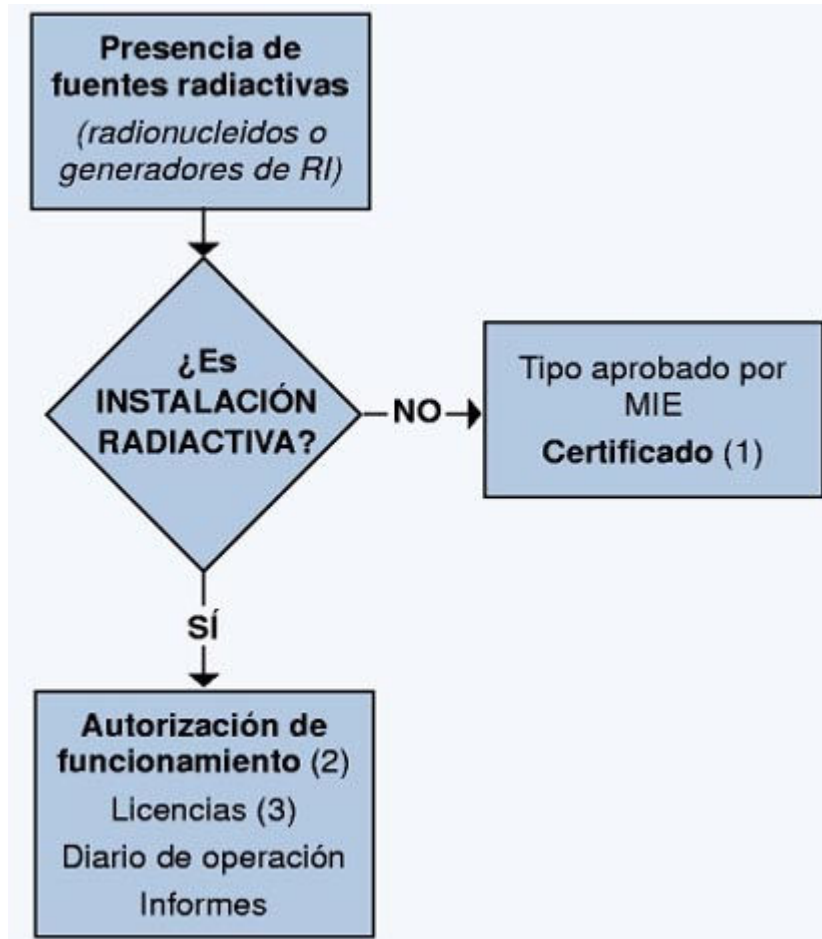 Presencia de
fuentes radiactivas
(radionucleidos o
generadores de RI)
¿Es
INSTALACIÓN
RADIACTIVA?
NO
Tipo aprobado por
MIE
Certificado (1)
SÍ
Autorización de
funcionamiento (2)
Licencias (3)
Diario de operación
Informes